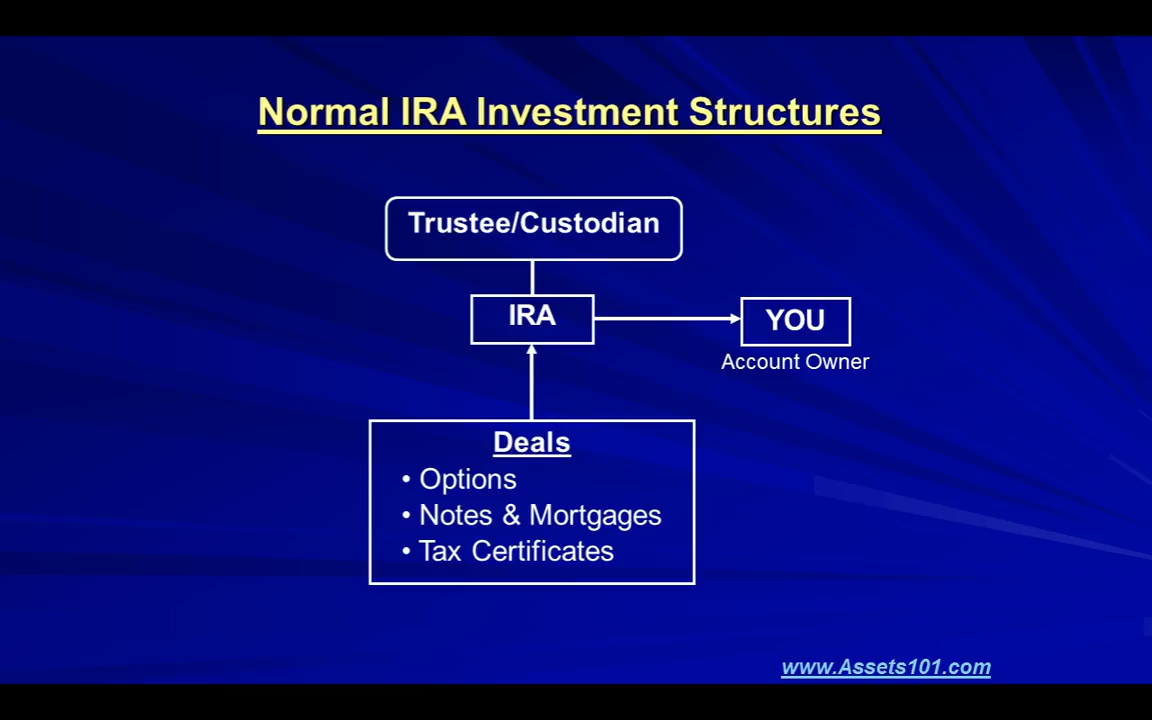 Normal IRA Investment Structures
Trustee/Custodian
IRA
YOU
Account Owner
Deals
• Options
• Notes & Mortgages
• Tax Certificates
www.Assets101.com